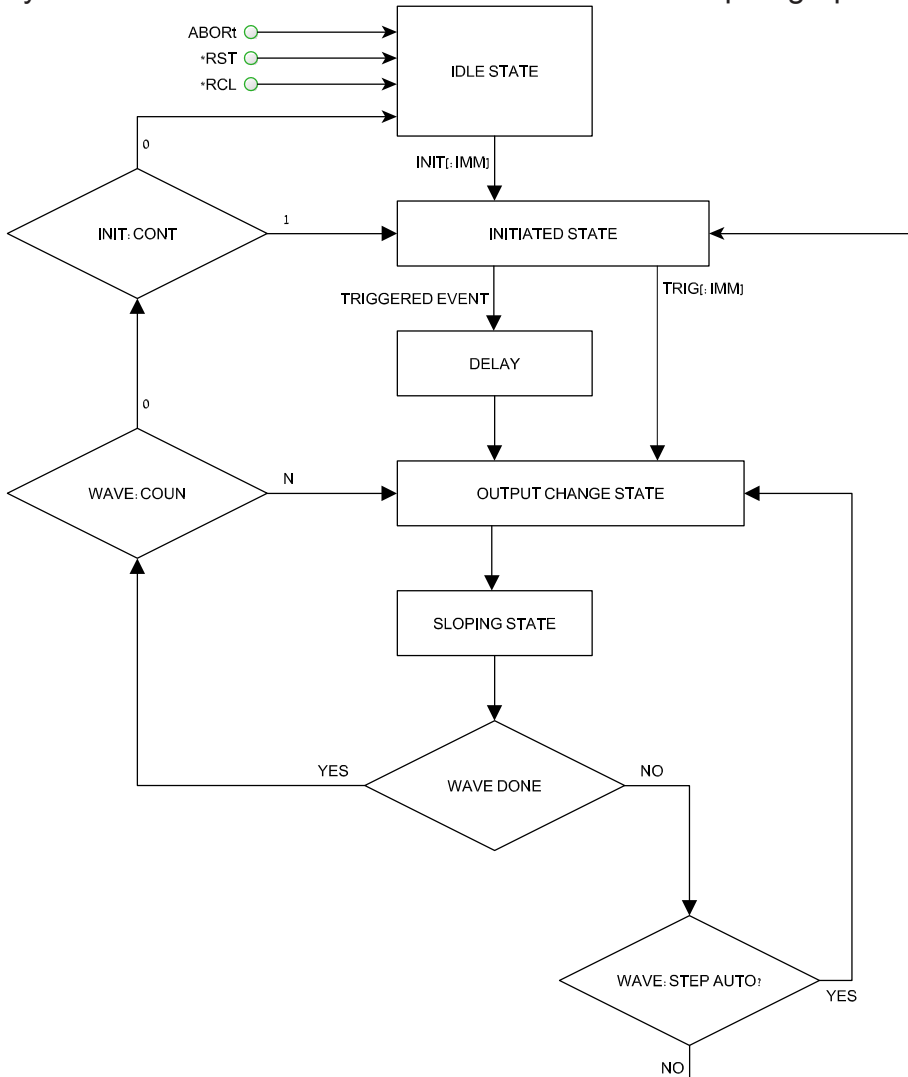 ABORt
*RST
*RCL
IDLE STATE
0
INIT[:IMM]
INIT:CONT
1
INITIATED STATE
TRIGGERED EVENT
TRIG[:IMM]
DELAY
0
WAVE:COUN
N
OUTPUT CHANGE STATE
SLOPING STATE
YES
WAVE DONE
NO
WAVE:STEP AUTO?
YES
NO